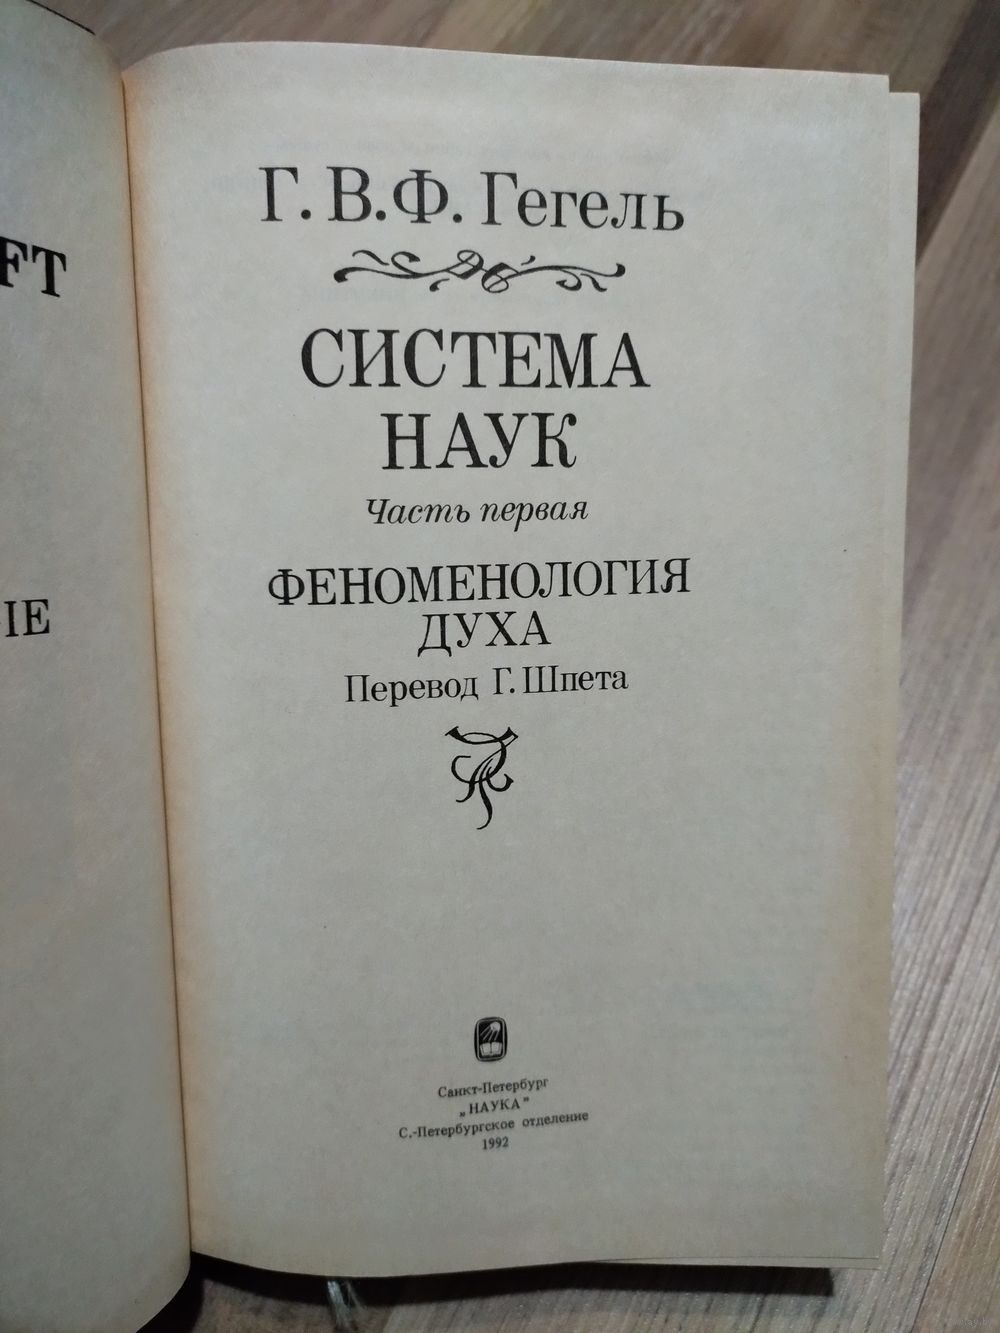 FT
IE
Г. В. Ф. Гегель
СИСТЕМА
НАУК
Часть первая
ФЕНОМЕНОЛОГИЯ
ДУХА
Перевод Г. Шпета
Санкт-Петербург
„НАУКА”
С.-Петербургское отделение
1992